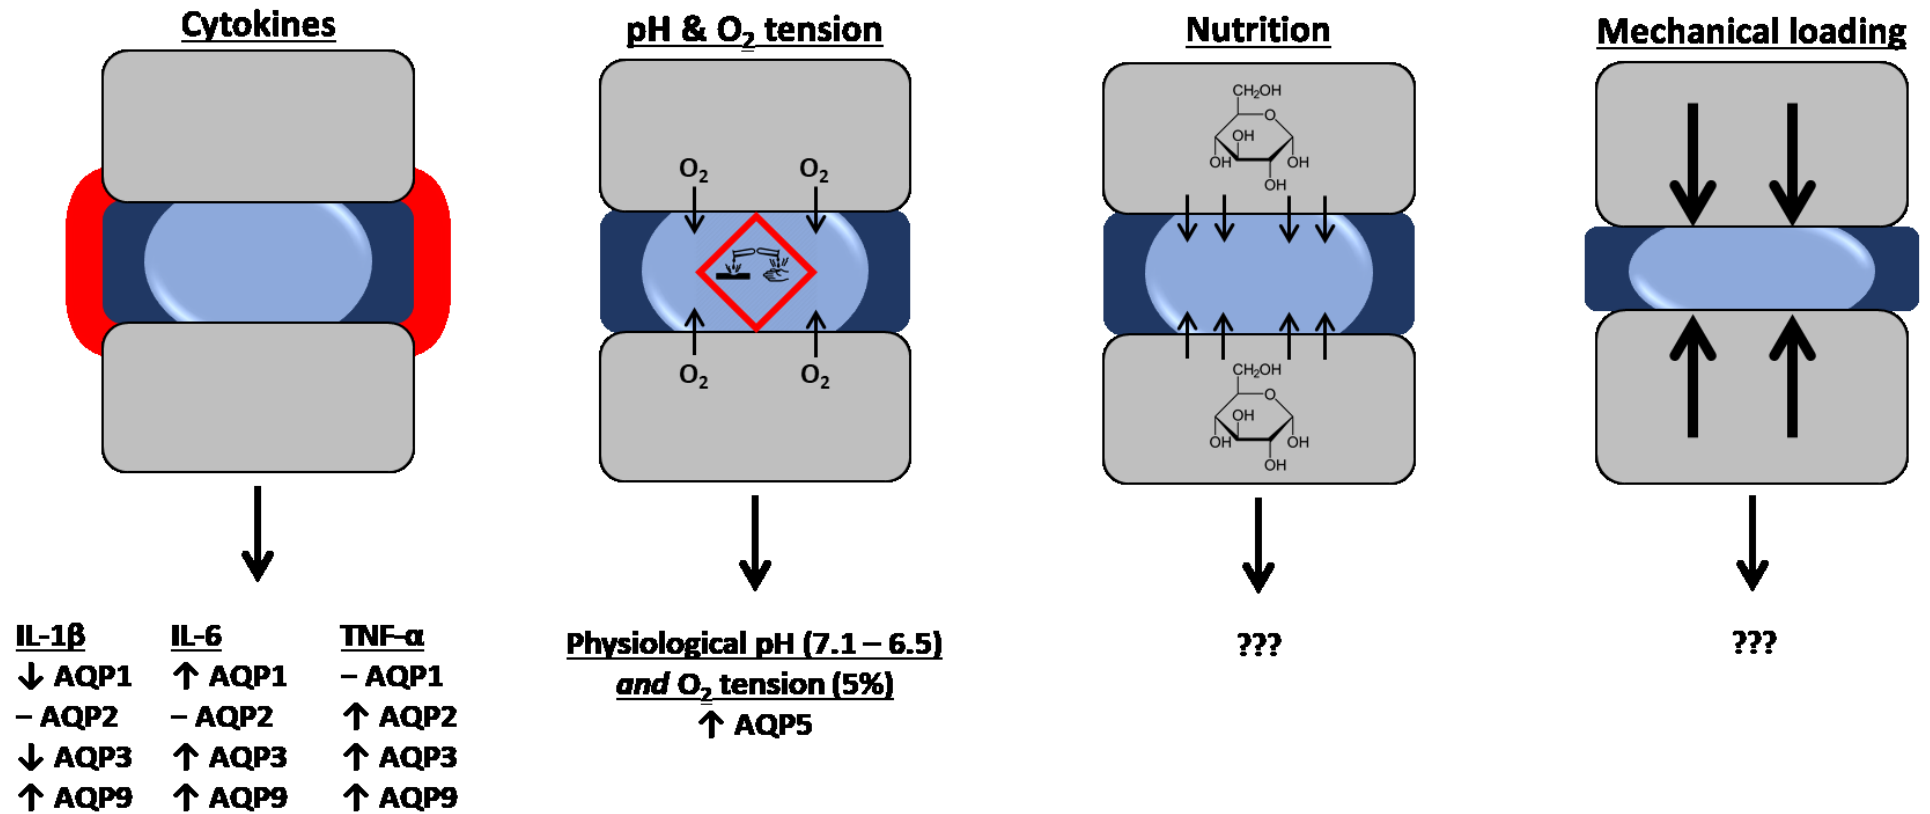 Cytokines
pH & O₂ tension
Nutrition
Mechanical loading
O₂ O₂
O₂ O₂
CH₂OH
O
OH
OH OH
OH
CH₂OH
O
OH
OH OH
OH
IL-1β
↓ AQP1
– AQP2
↓ AQP3
↑ AQP9
IL-6
↑ AQP1
– AQP2
↑ AQP3
↑ AQP9
TNF-α
– AQP1
↑ AQP2
↑ AQP3
↑ AQP9
Physiological pH (7.1 – 6.5)
and O₂ tension (5%)
↑ AQP5
???
???